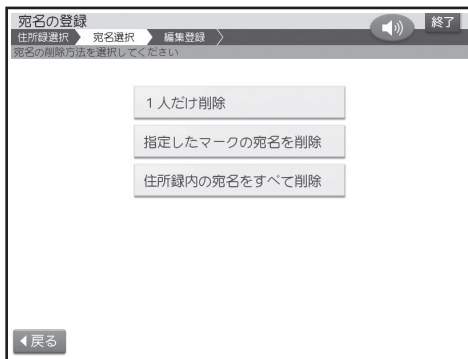 宛名の登録
終了
住所録選択 宛名選択 編集登録
宛名の削除方法を選択してください
1人だけ削除
指定したマークの宛名を削除
住所録内の宛名をすべて削除
戻る